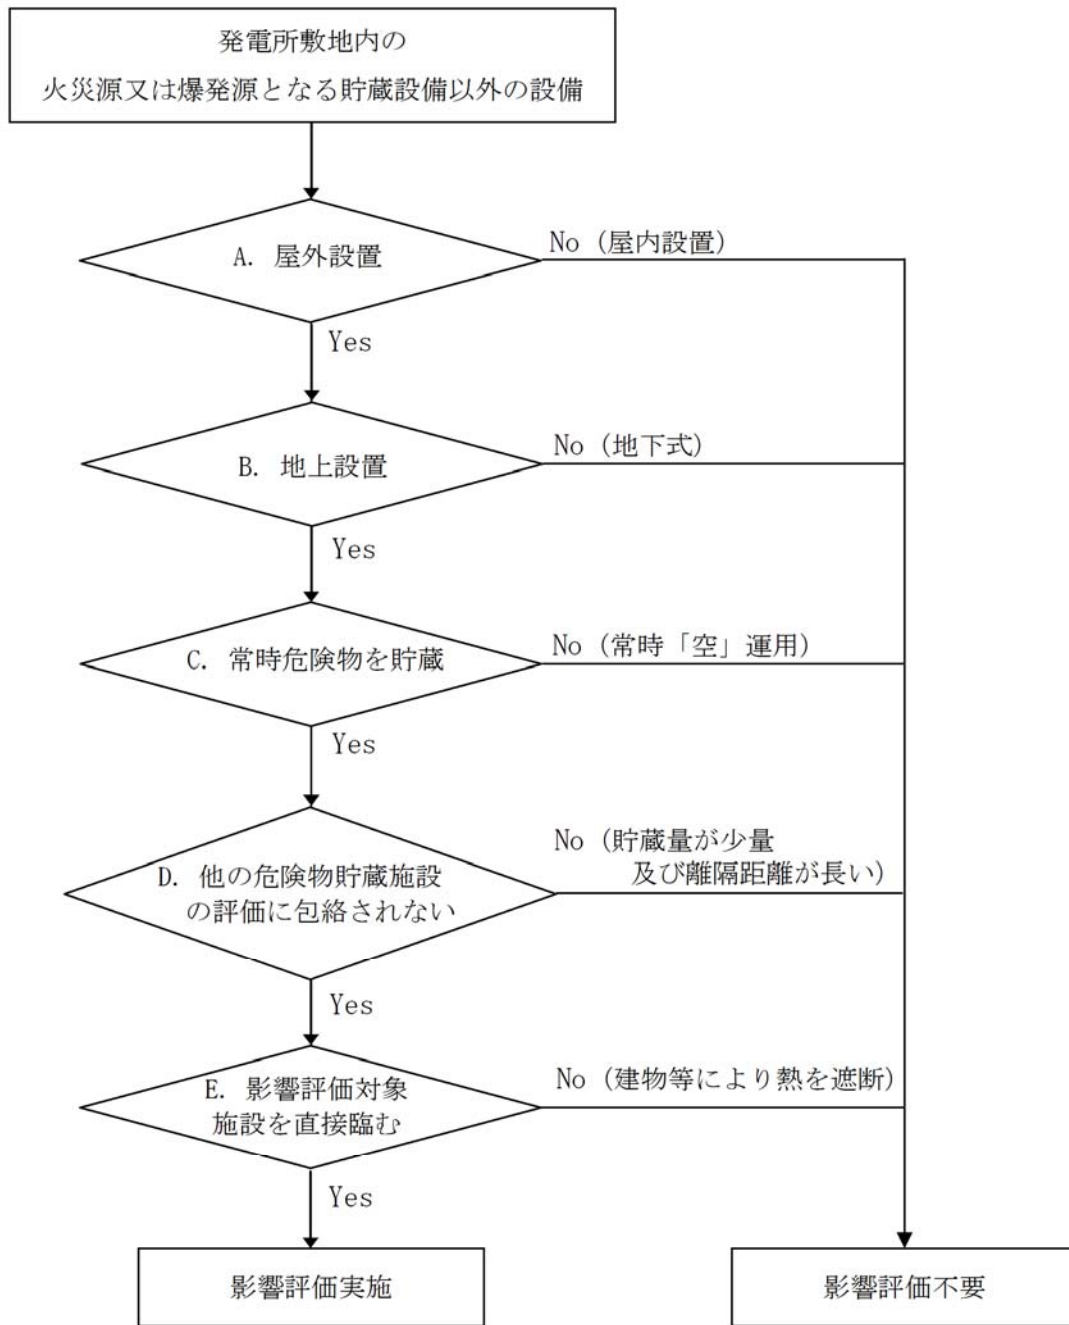 発電所敷地内の
火災源又は爆発源となる貯蔵設備以外の設備
A. 屋外設置
No (屋内設置)
Yes
B. 地上設置
No (地下式)
Yes
C. 常時危険物を貯蔵
No (常時「空」運用)
Yes
D. 他の危険物貯蔵施設
の評価に包絡されない
No (貯蔵量が少量
及び離隔距離が長い)
Yes
E. 影響評価対象
施設を直接臨む
No (建物等により熱を遮断)
Yes
影響評価実施
影響評価不要